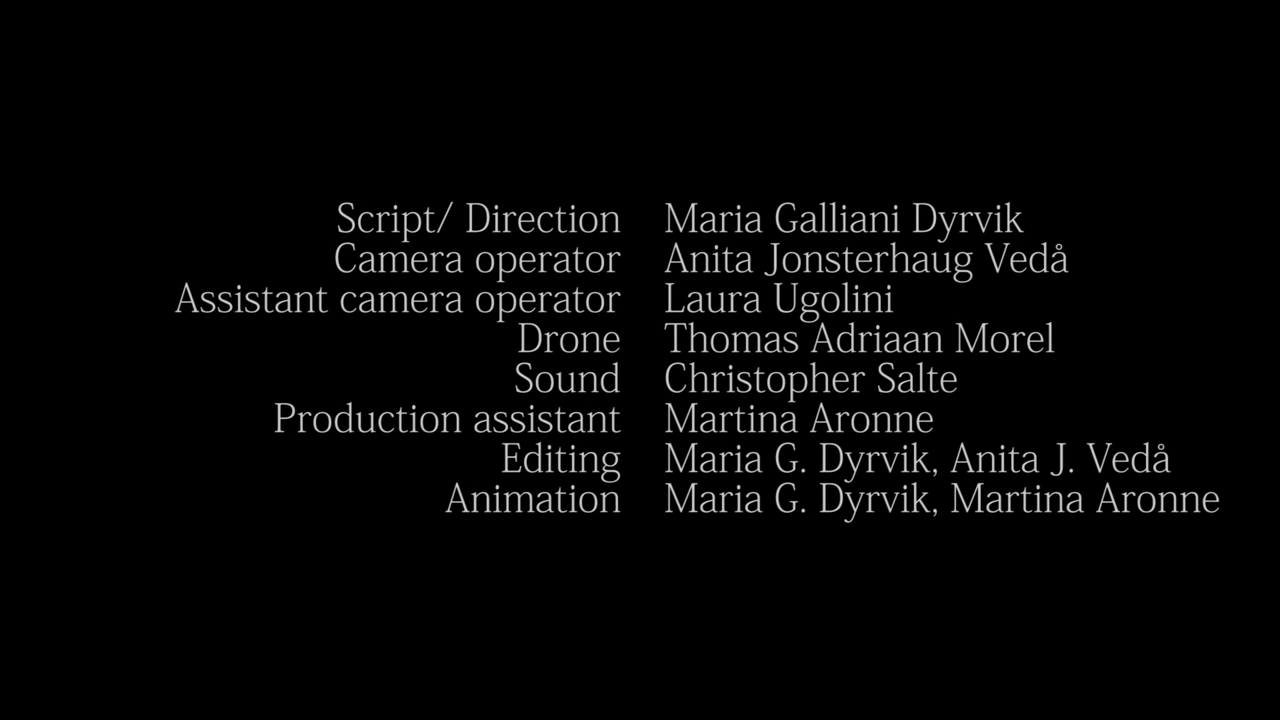 Script/ Direction Maria Galliani Dyrvik
Camera operator Anita Jonsterhaug Vedå
Assistant camera operator Laura Ugolini
Drone Thomas Adriaan Morel
Sound Christopher Salte
Production assistant Martina Aronne
Editing Maria G. Dyrvik, Anita J. Vedå
Animation Maria G. Dyrvik, Martina Aronne